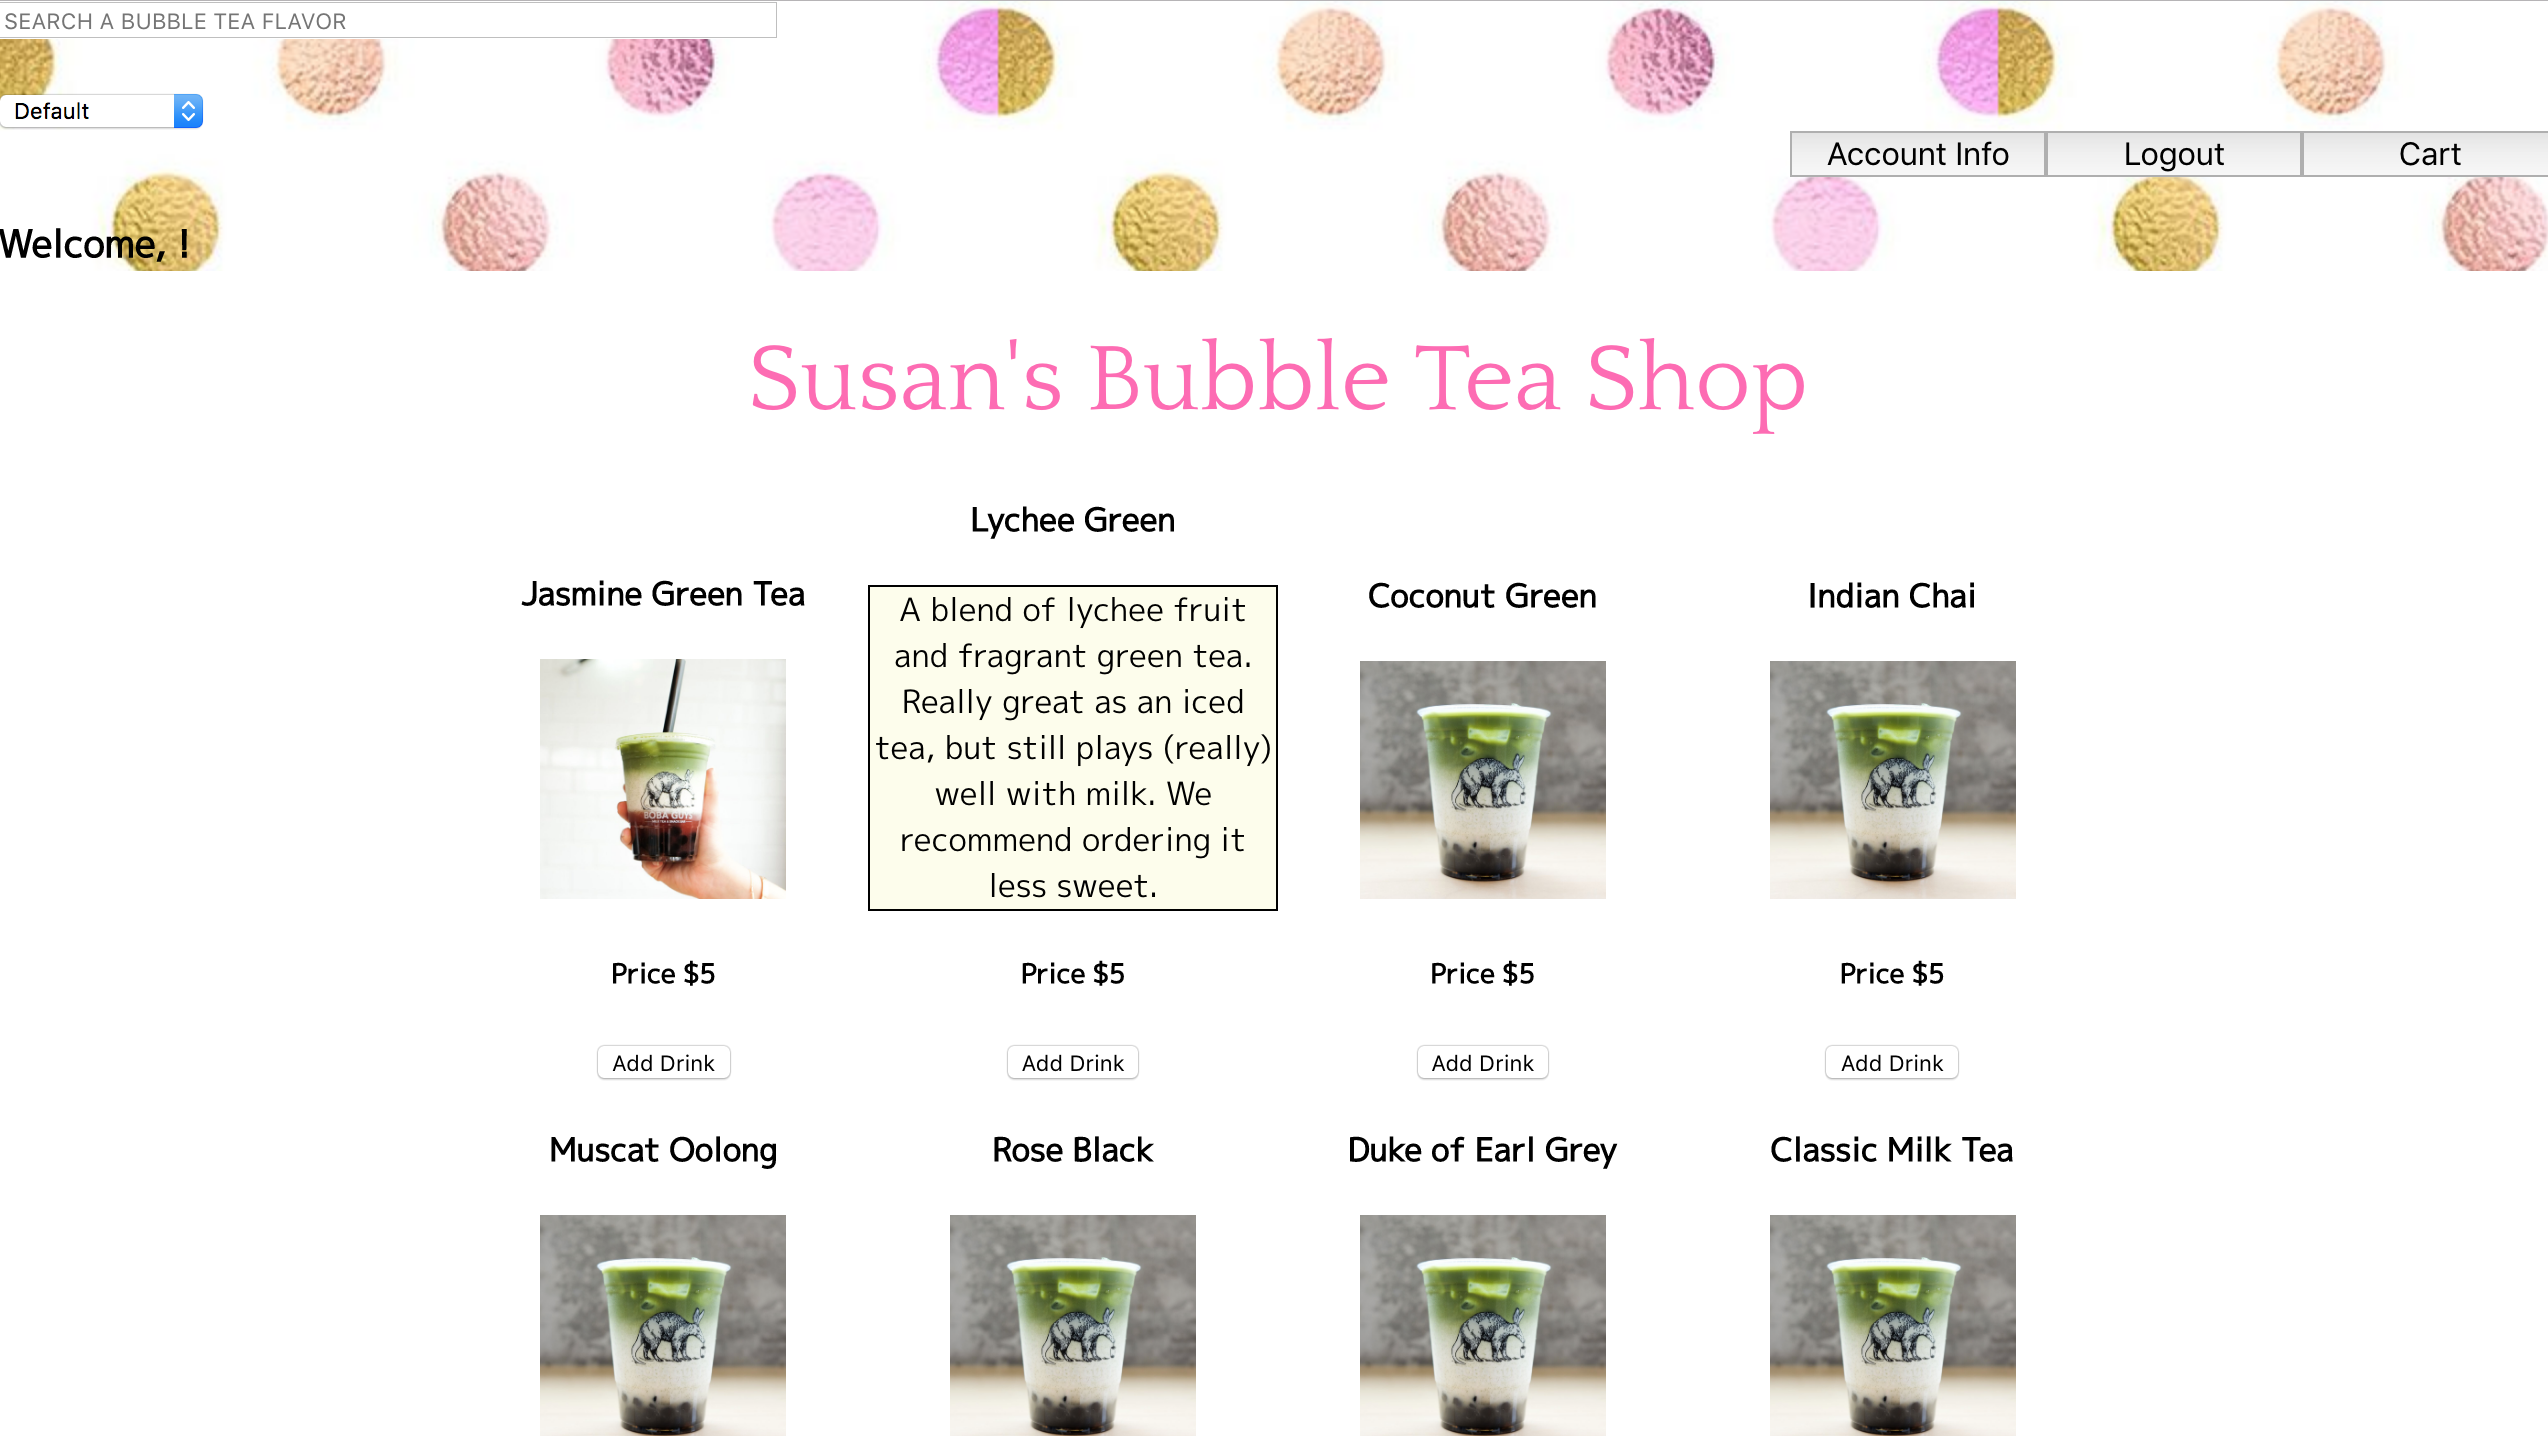 SEARCH A BUBBLE TEA FLAVOR
Default
Account Info
Logout
Cart
Welcome, !
Susan's Bubble Tea Shop
Jasmine Green Tea
BOBA GUYS
Price $5
Add Drink
Lychee Green
A blend of lychee fruit
and fragrant green tea.
Really great as an iced
tea, but still plays (really)
well with milk. We
recommend ordering it
less sweet.
Price $5
Add Drink
Coconut Green
Price $5
Add Drink
Indian Chai
Price $5
Add Drink
Muscat Oolong
Rose Black
Duke of Earl Grey
Classic Milk Tea